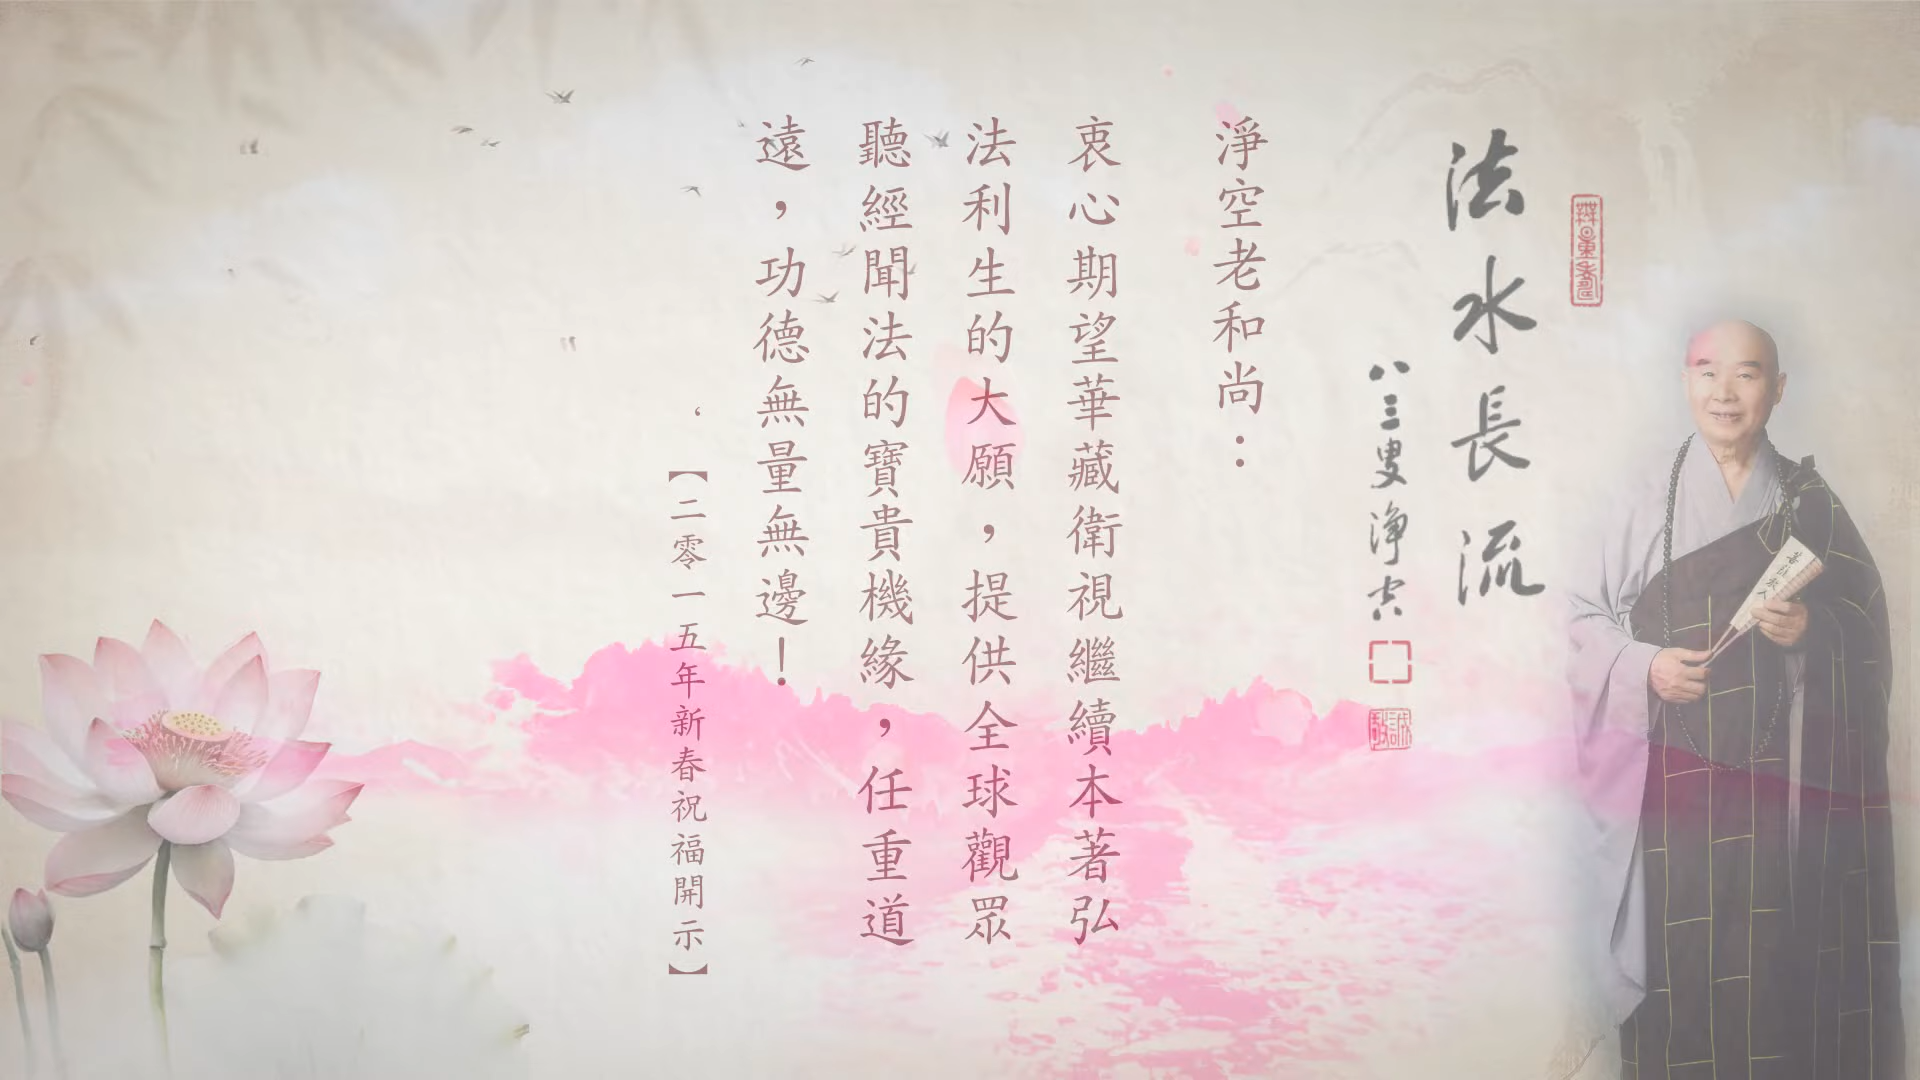 法水長流
八三叟淨空
淨空老和尚：
衷心期望華藏衛視繼續本著弘
法利生的大願，提供全球觀眾
聽經聞法的寶貴機緣，任重道
遠，功德無量無邊！
【二零一五年新春祝福開示】